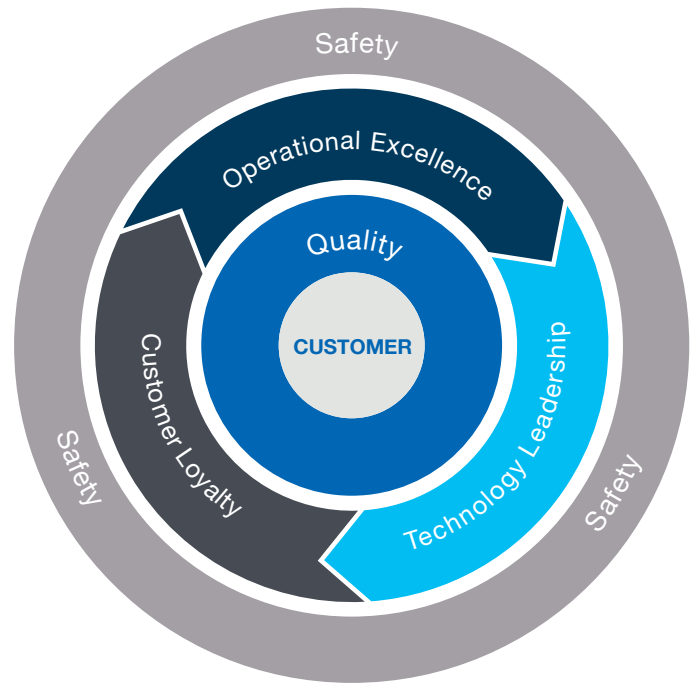 Safety
Operational Excellence
Quality
CUSTOMER
Customer Loyalty
Technology Leadership
Safety
Safety